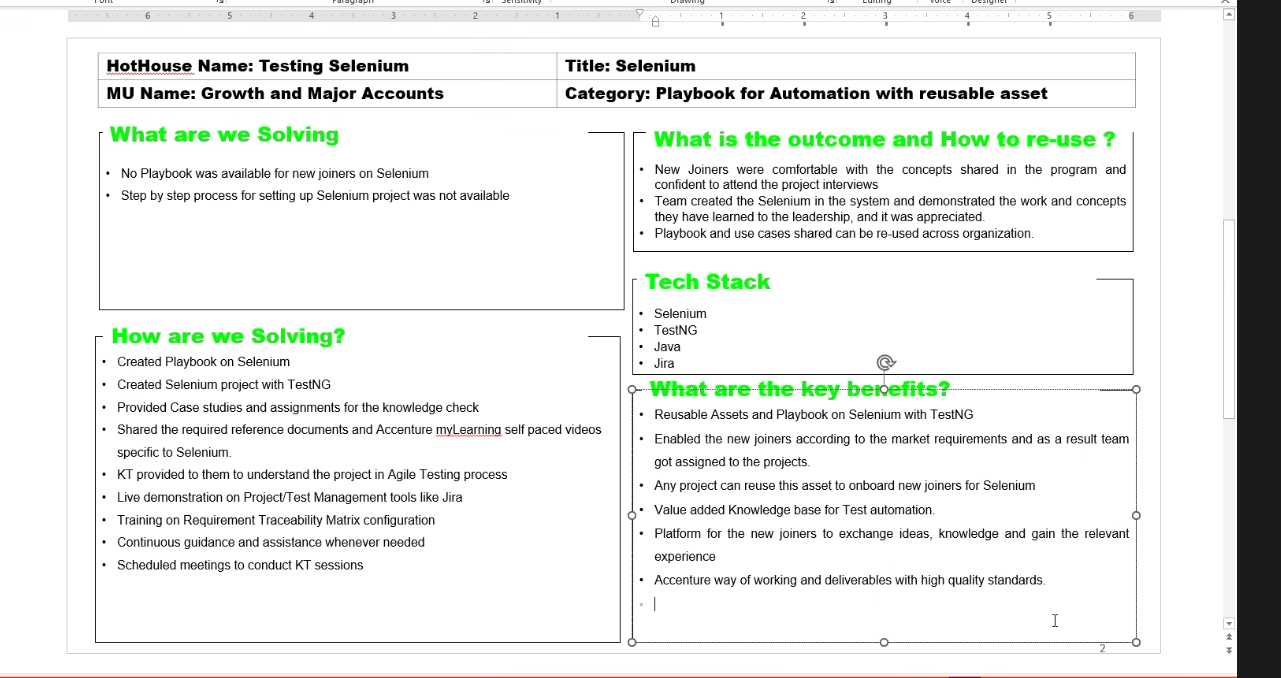 Font
Paragraph
Sensitivity
Drawing
Editing
Voice
Designer
6 5 4 3 2 1 1 2 3 4 5 6
HotHouse Name: Testing Selenium
Title: Selenium
MU Name: Growth and Major Accounts
Category: Playbook for Automation with reusable asset
What are we Solving
• No Playbook was available for new joiners on Selenium
• Step by step process for setting up Selenium project was not available
How are we Solving?
• Created Playbook on Selenium
• Created Selenium project with TestNG
• Provided Case studies and assignments for the knowledge check
• Shared the required reference documents and Accenture myLearning self paced videos
specific to Selenium.
• KT provided to them to understand the project in Agile Testing process
• Live demonstration on Project/Test Management tools like Jira
• Training on Requirement Traceability Matrix configuration
• Continuous guidance and assistance whenever needed
• Scheduled meetings to conduct KT sessions
What is the outcome and How to re-use ?
• New Joiners were comfortable with the concepts shared in the program and
confident to attend the project interviews
• Team created the Selenium in the system and demonstrated the work and concepts
they have learned to the leadership, and it was appreciated.
• Playbook and use cases shared can be re-used across organization.
Tech Stack
• Selenium
• TestNG
• Java
• Jira
What are the key benefits?
• Reusable Assets and Playbook on Selenium with TestNG
• Enabled the new joiners according to the market requirements and as a result team
got assigned to the projects.
• Any project can reuse this asset to onboard new joiners for Selenium
• Value added Knowledge base for Test automation.
• Platform for the new joiners to exchange ideas, knowledge and gain the relevant
experience
• Accenture way of working and deliverables with high quality standards.
•
2